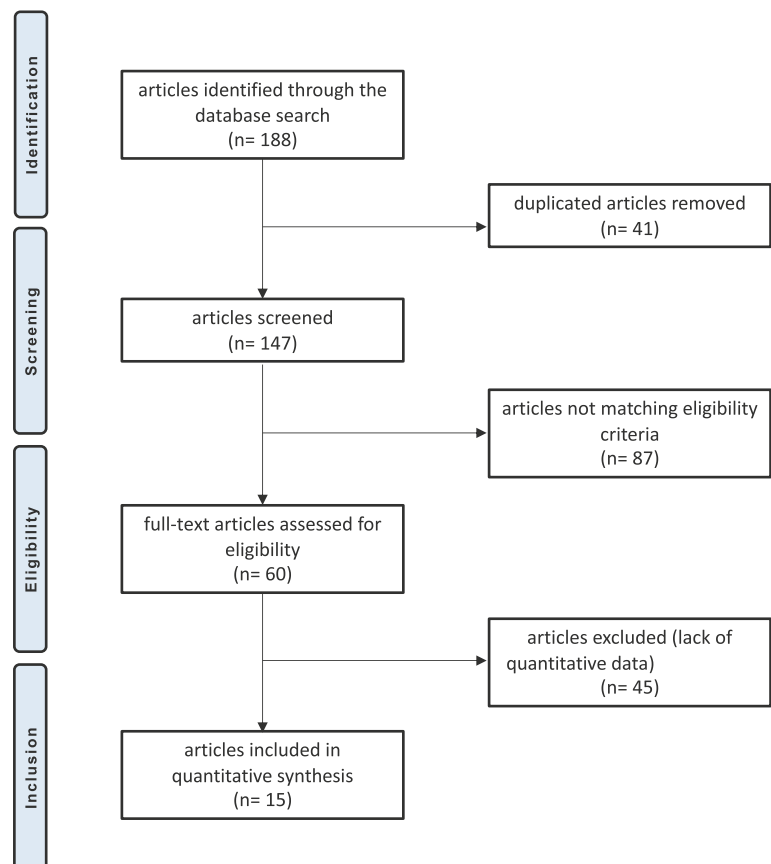 Identification
articles identified through the
database search
(n= 188)
duplicated articles removed
(n= 41)
Screening
articles screened
(n= 147)
articles not matching eligibility
criteria
(n= 87)
Eligibility
full-text articles assessed for
eligibility
(n= 60)
articles excluded (lack of
quantitative data)
(n= 45)
Inclusion
articles included in
quantitative synthesis
(n= 15)